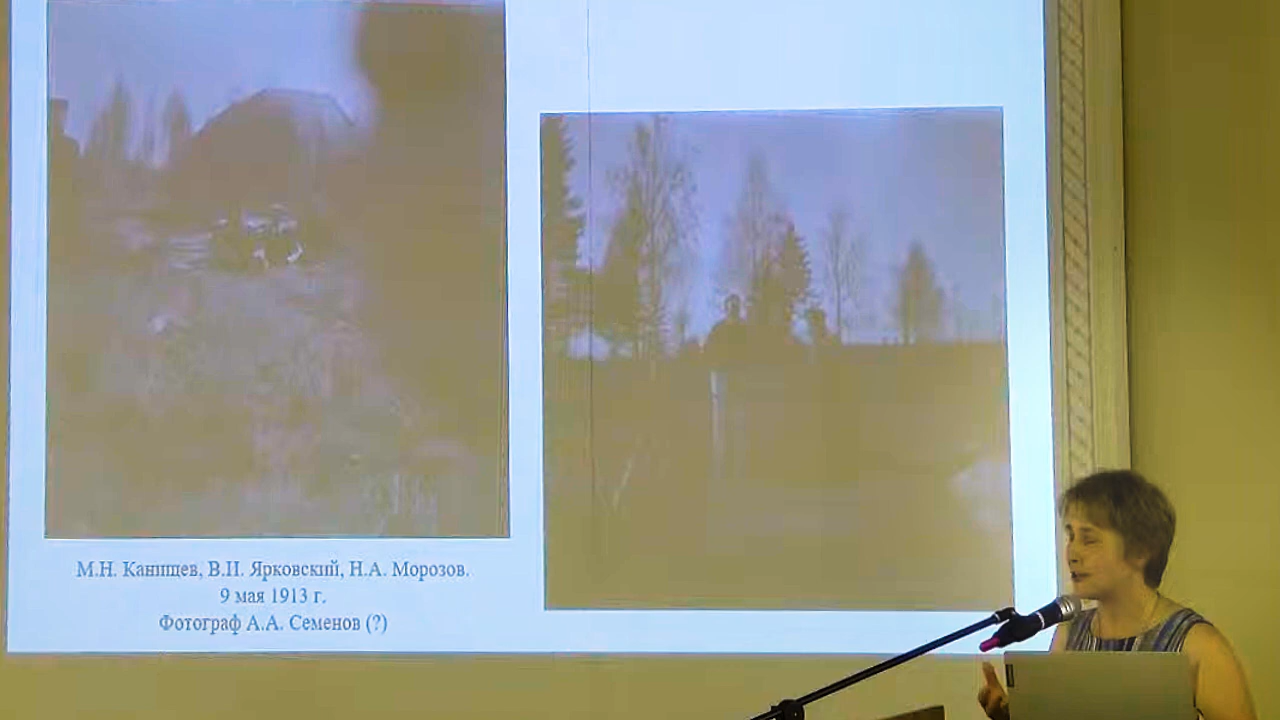 М.Н. Канищев, В.И. Ярковский, Н.А. Морозов.
9 мая 1913 г.
Фотограф А.А. Семенов (?)